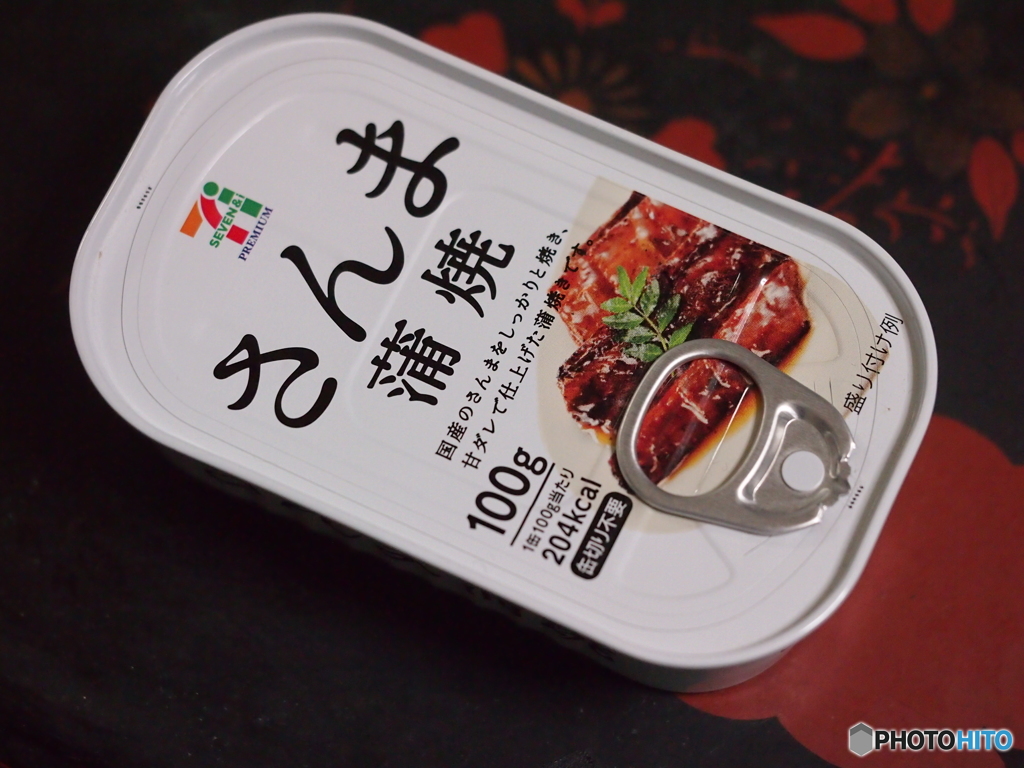 SEVEN&i
PREMIUM
さんま
蒲焼
国産のさんまをしっかりと焼き、
甘ダレで仕上げた蒲焼きです。
100g
1缶100g当たり
204kcal
缶切り不要
盛り付け例
PHOTOHITO